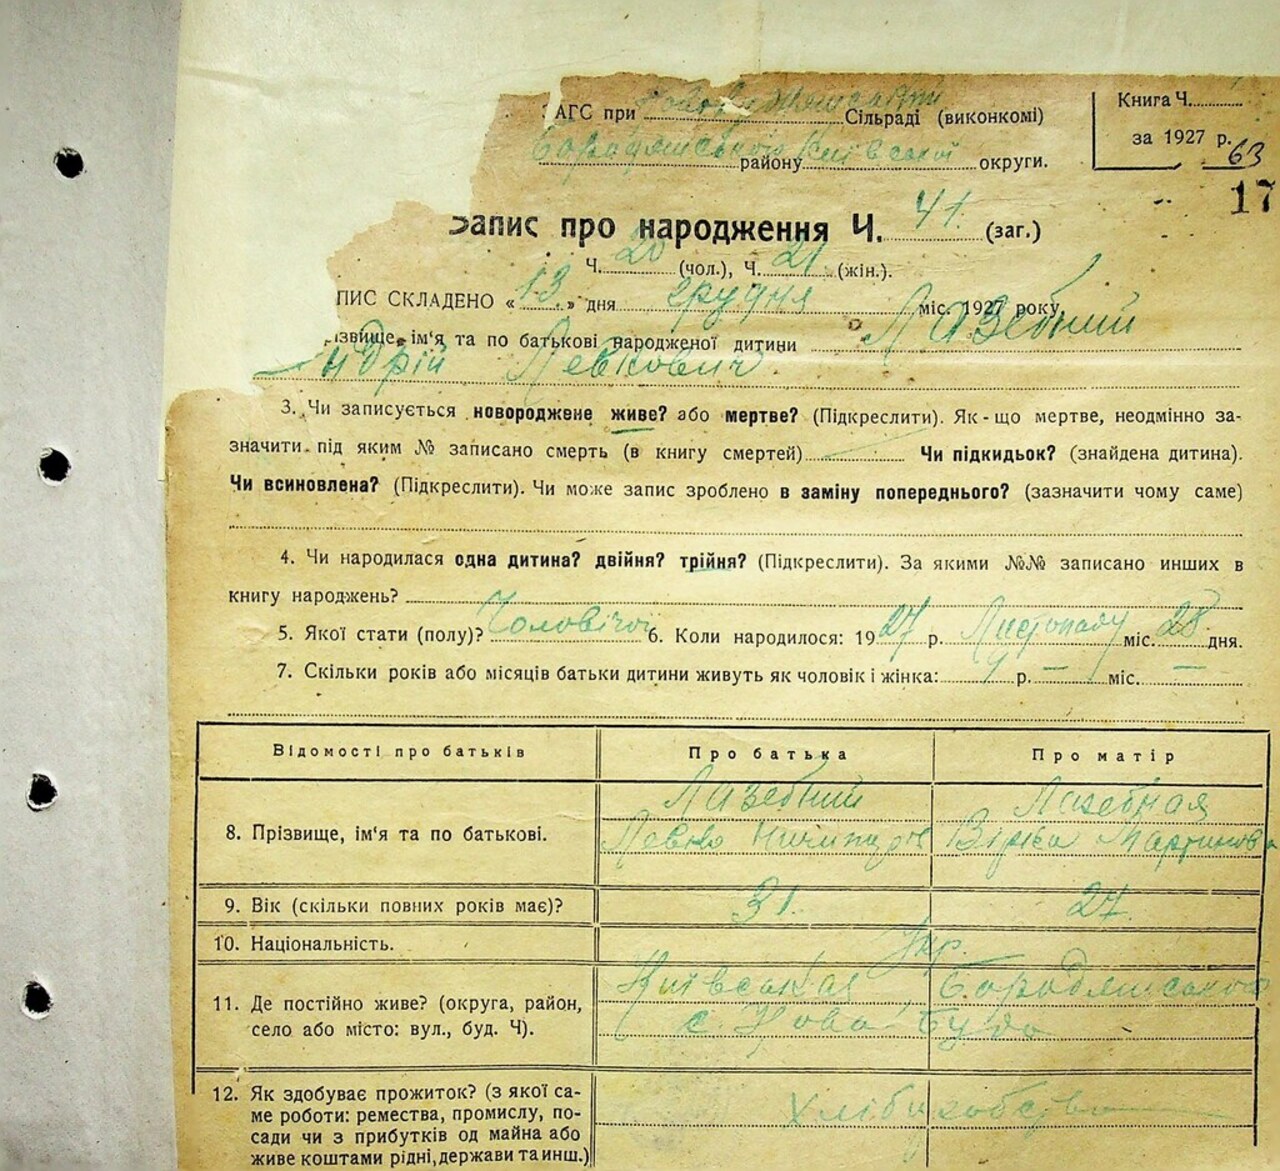 ЗАГС при Сільраді (виконкомі)
Книга Ч.
за 1927 р.
63
Бородянського району Київської округи.
17
Запис про народження Ч. 41. (заг.)
Ч. 20 (чол.), Ч. 21 (жін.).
ПИС СКЛАДЕНО « 13 » дня грудня міс. 1927 року.
ізвище, ім'я та по батькові народженої дитини Лазебний
ндрій Левкович.
3. Чи записується новороджене живе? або мертве? (Підкреслити). Як-що мертве, неодмінно за-
значити під яким № записано смерть (в книгу смертей) Чи підкидьок? (знайдена дитина).
Чи всиновлена? (Підкреслити). Чи може запис зроблено в заміну попереднього? (зазначити чому саме)
4. Чи народилася одна дитина? двійня? трійня? (Підкреслити). За якими №№ записано инших в
книгу народжень?
5. Якої стати (полу)? Чоловічої 6. Коли народилося: 1927 р. Листопаду міс. 28 дня.
7. Скільки років або місяців батьки дитини живуть як чоловік і жінка: 9 р. — міс. —
Відомості про батьків Про батька Про матір
8. Прізвище, ім'я та по батькові. Лазебний Лазебная
Левко Мартинов
9. Вік (скільки повних років має)? 31. 27.
10. Національність. Укр.
11. Де постійно живе? (округа, район,
село або місто: вул., буд. Ч). Київская Бородянського
с. Нова Буда
12. Як здобуває прожиток? (з якої са-
ме роботи: ремества, промислу, по-
сади чи з прибутків од майна або
живе коштами рідні, держави та инш.) Хлібу